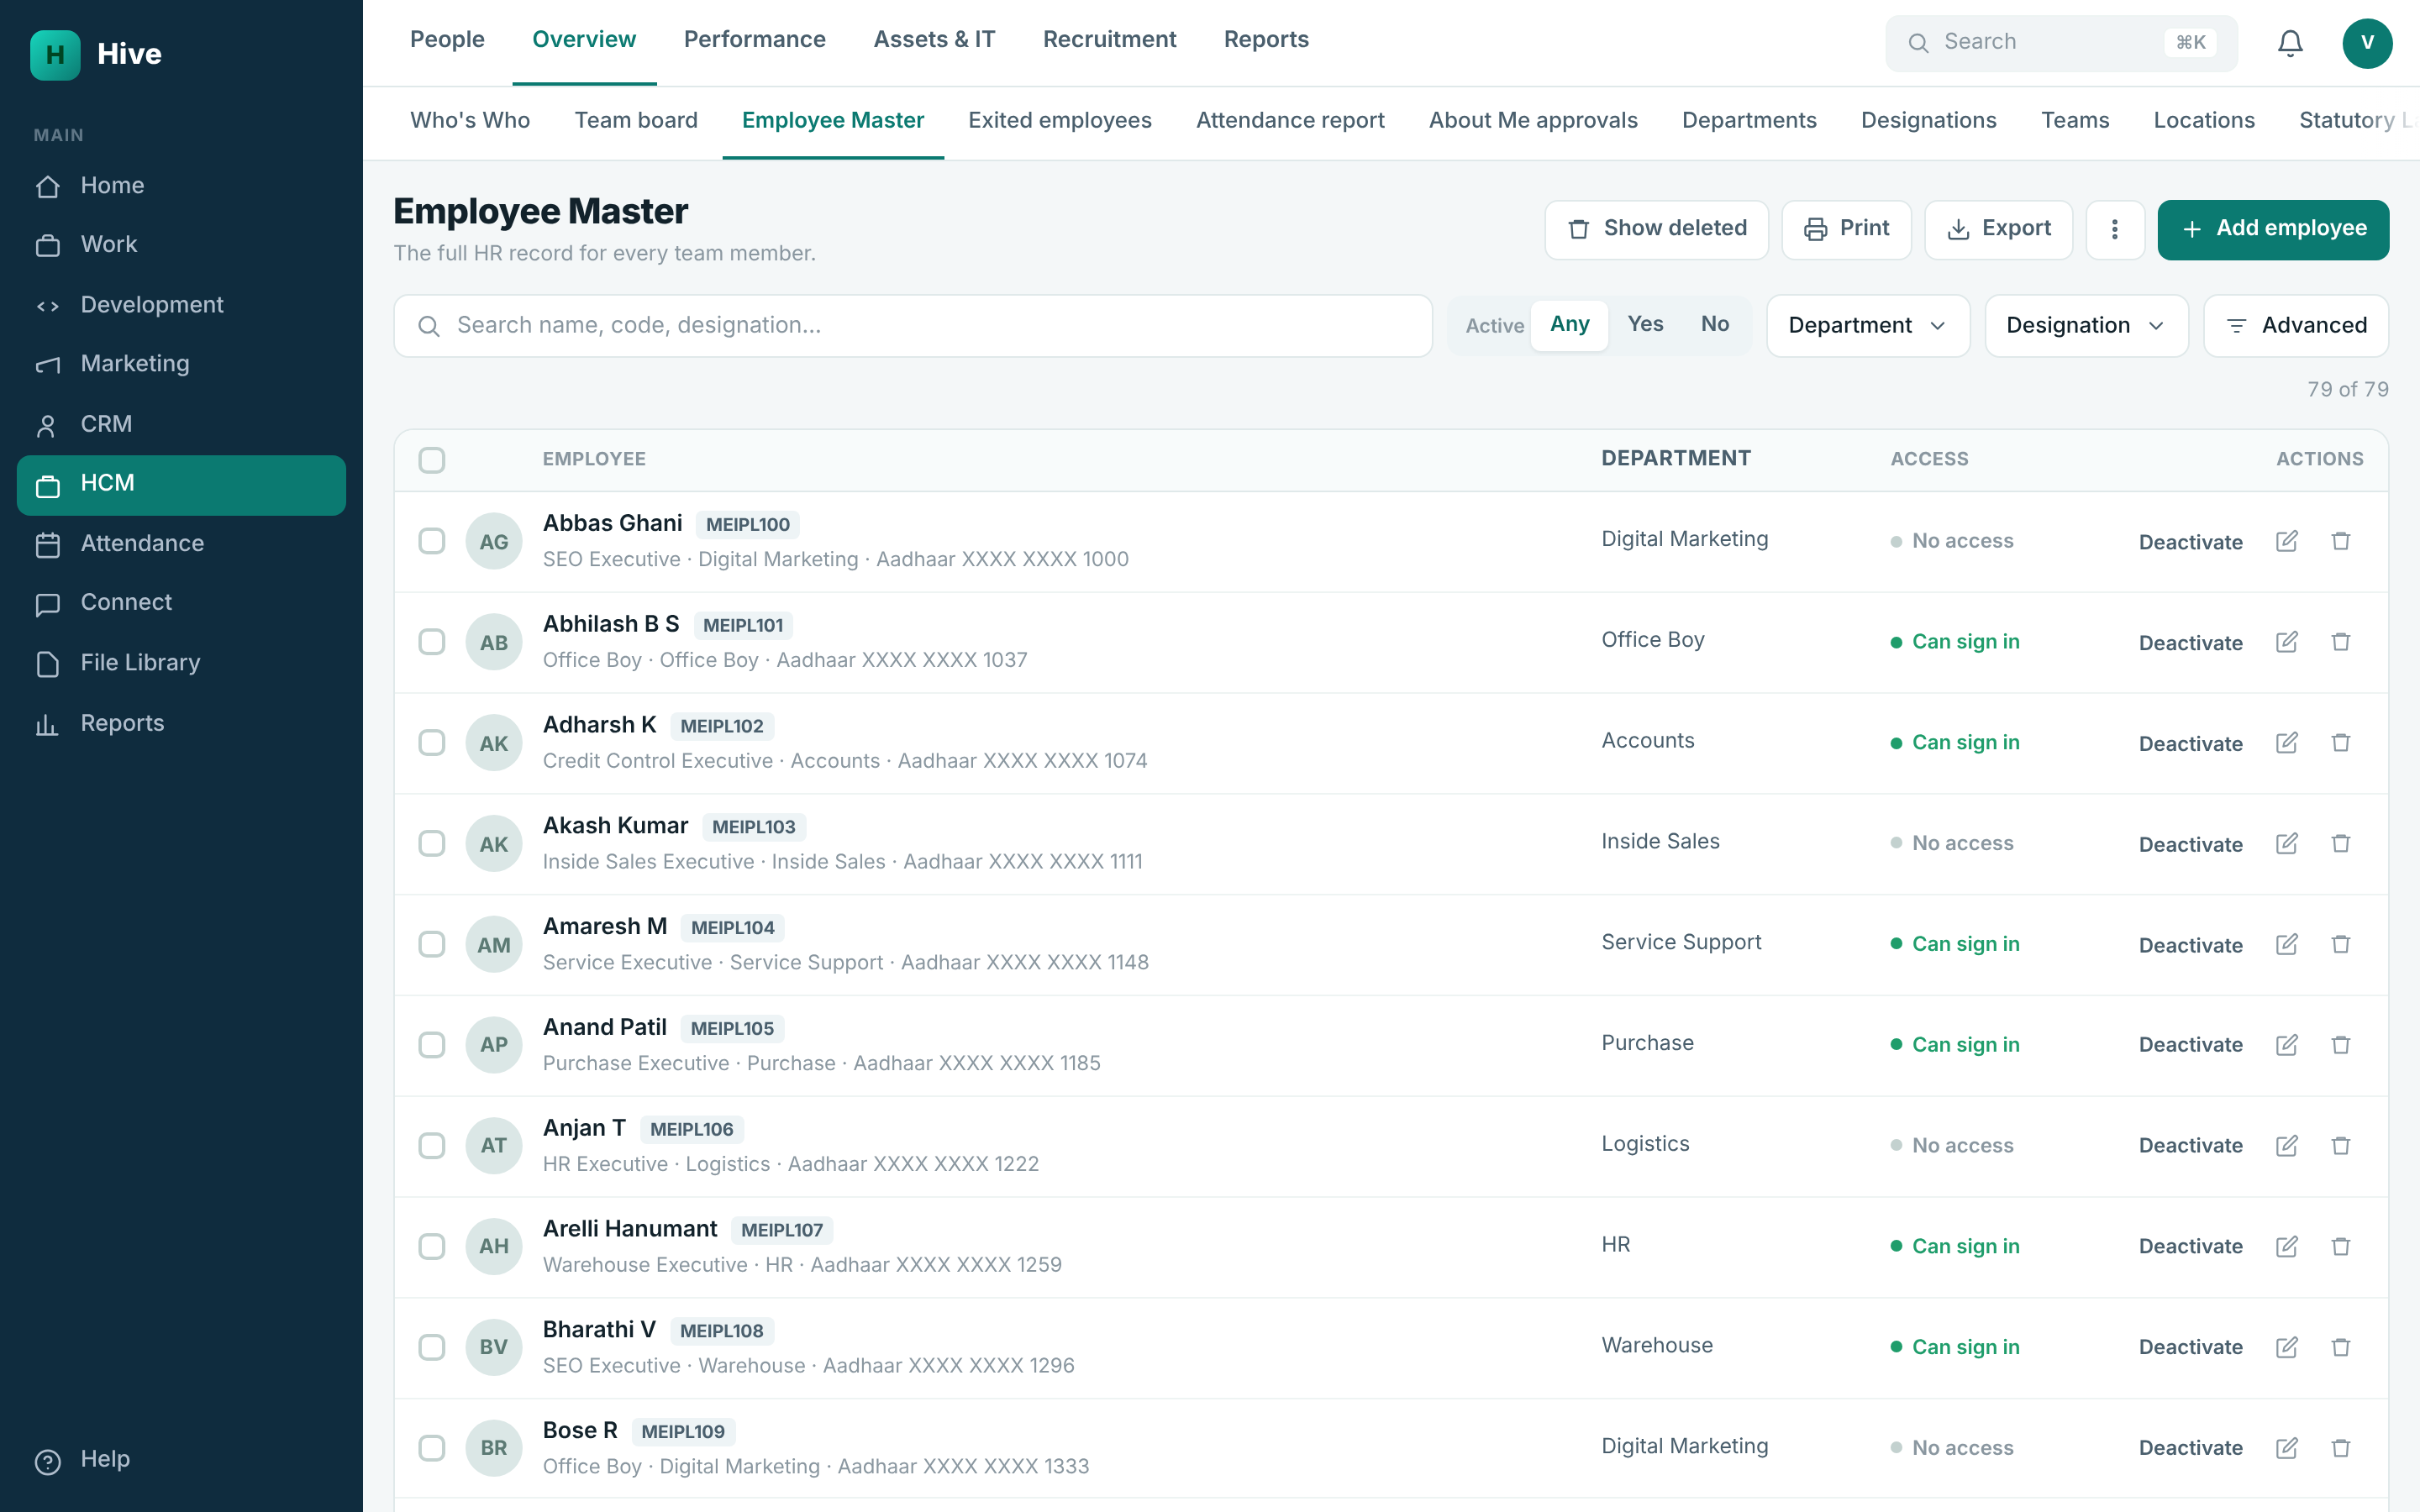 H Hive
MAIN
Home
Work
Development
Marketing
CRM
HCM
Attendance
Connect
File Library
Reports
Help
People Overview Performance Assets & IT Recruitment Reports
Search ⌘K
V
Who's Who Team board Employee Master Exited employees Attendance report About Me approvals Departments Designations Teams Locations Statutory
Employee Master
The full HR record for every team member.
Show deleted Print Export Add employee
Search name, code, designation...
Active Any Yes No
Department Designation Advanced
79 of 79
EMPLOYEE DEPARTMENT ACCESS ACTIONS
AG Abbas Ghani MEIPL100
SEO Executive · Digital Marketing · Aadhaar XXXX XXXX 1000
Digital Marketing No access Deactivate
AB Abhilash B S MEIPL101
Office Boy · Office Boy · Aadhaar XXXX XXXX 1037
Office Boy Can sign in Deactivate
AK Adharsh K MEIPL102
Credit Control Executive · Accounts · Aadhaar XXXX XXXX 1074
Accounts Can sign in Deactivate
AK Akash Kumar MEIPL103
Inside Sales Executive · Inside Sales · Aadhaar XXXX XXXX 1111
Inside Sales No access Deactivate
AM Amaresh M MEIPL104
Service Executive · Service Support · Aadhaar XXXX XXXX 1148
Service Support Can sign in Deactivate
AP Anand Patil MEIPL105
Purchase Executive · Purchase · Aadhaar XXXX XXXX 1185
Purchase Can sign in Deactivate
AT Anjan T MEIPL106
HR Executive · Logistics · Aadhaar XXXX XXXX 1222
Logistics No access Deactivate
AH Arelli Hanumant MEIPL107
Warehouse Executive · HR · Aadhaar XXXX XXXX 1259
HR Can sign in Deactivate
BV Bharathi V MEIPL108
SEO Executive · Warehouse · Aadhaar XXXX XXXX 1296
Warehouse Can sign in Deactivate
BR Bose R MEIPL109
Office Boy · Digital Marketing · Aadhaar XXXX XXXX 1333
Digital Marketing No access Deactivate